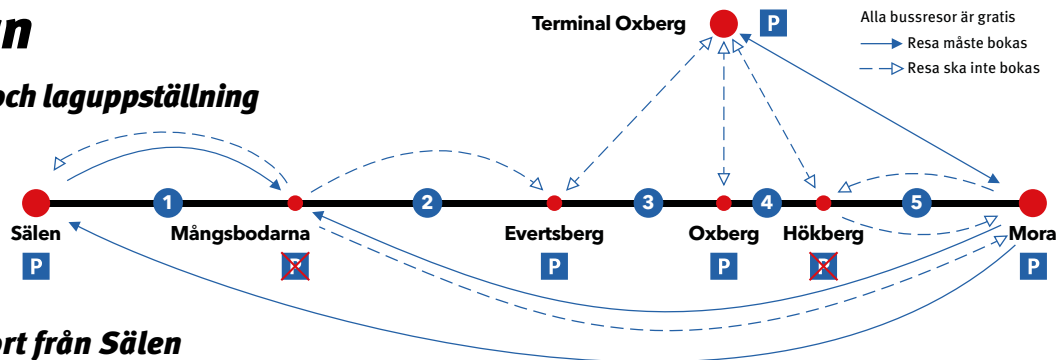 un
och laguppställning
ort från Sälen
Terminal Oxberg P
Alla bussresor är gratis
Resa måste bokas
Resa ska inte bokas
1 2 3 4 5
Sälen Mångsbodarna Evertsberg Oxberg Hökberg Mora
P P P P P P